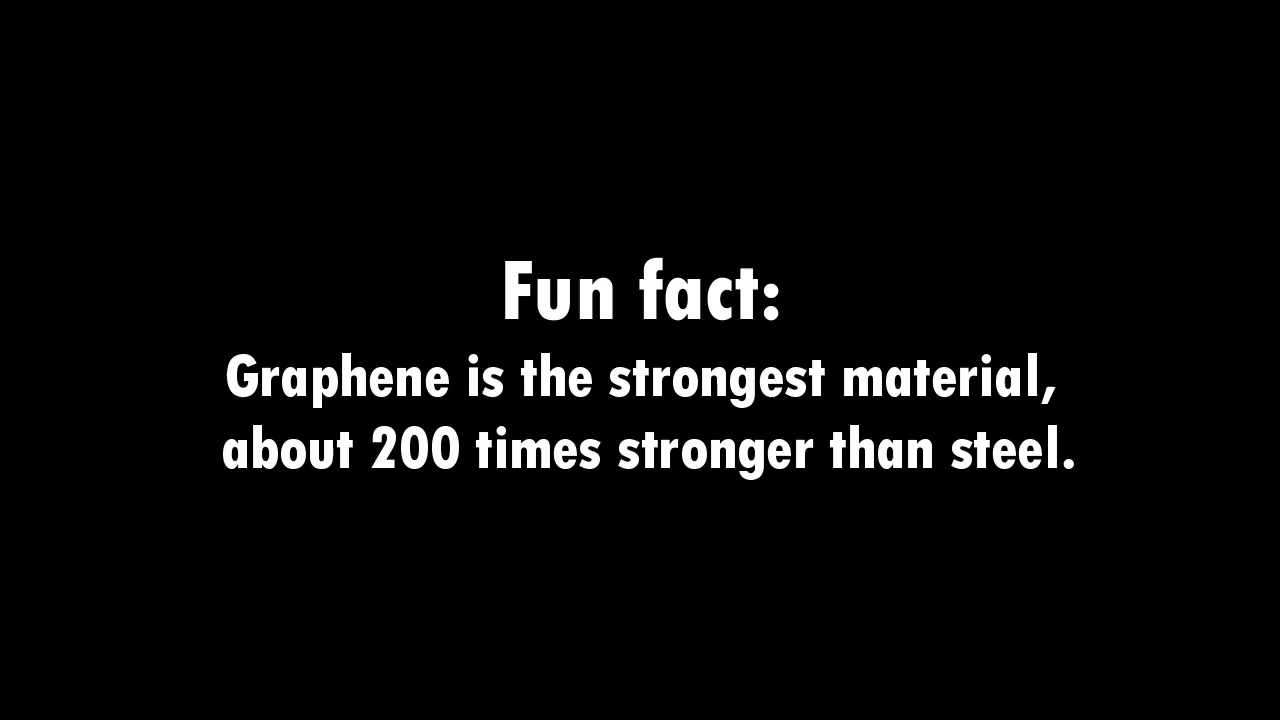 Fun fact:
Graphene is the strongest material,
about 200 times stronger than steel.